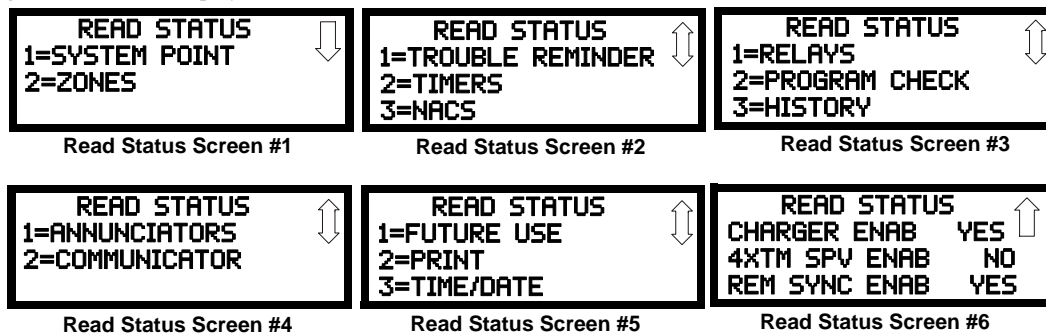 READ STATUS
1=SYSTEM POINT
2=ZONES
Read Status Screen #1
READ STATUS
1=TROUBLE REMINDER
2=TIMERS
3=NACS
Read Status Screen #2
READ STATUS
1=RELAYS
2=PROGRAM CHECK
3=HISTORY
Read Status Screen #3
READ STATUS
1=ANNUNCIATORS
2=COMMUNICATOR
Read Status Screen #4
READ STATUS
1=FUTURE USE
2=PRINT
3=TIME/DATE
Read Status Screen #5
READ STATUS
CHARGER ENAB YES
4XTM SPV ENAB NO
REM SYNC ENAB YES
Read Status Screen #6